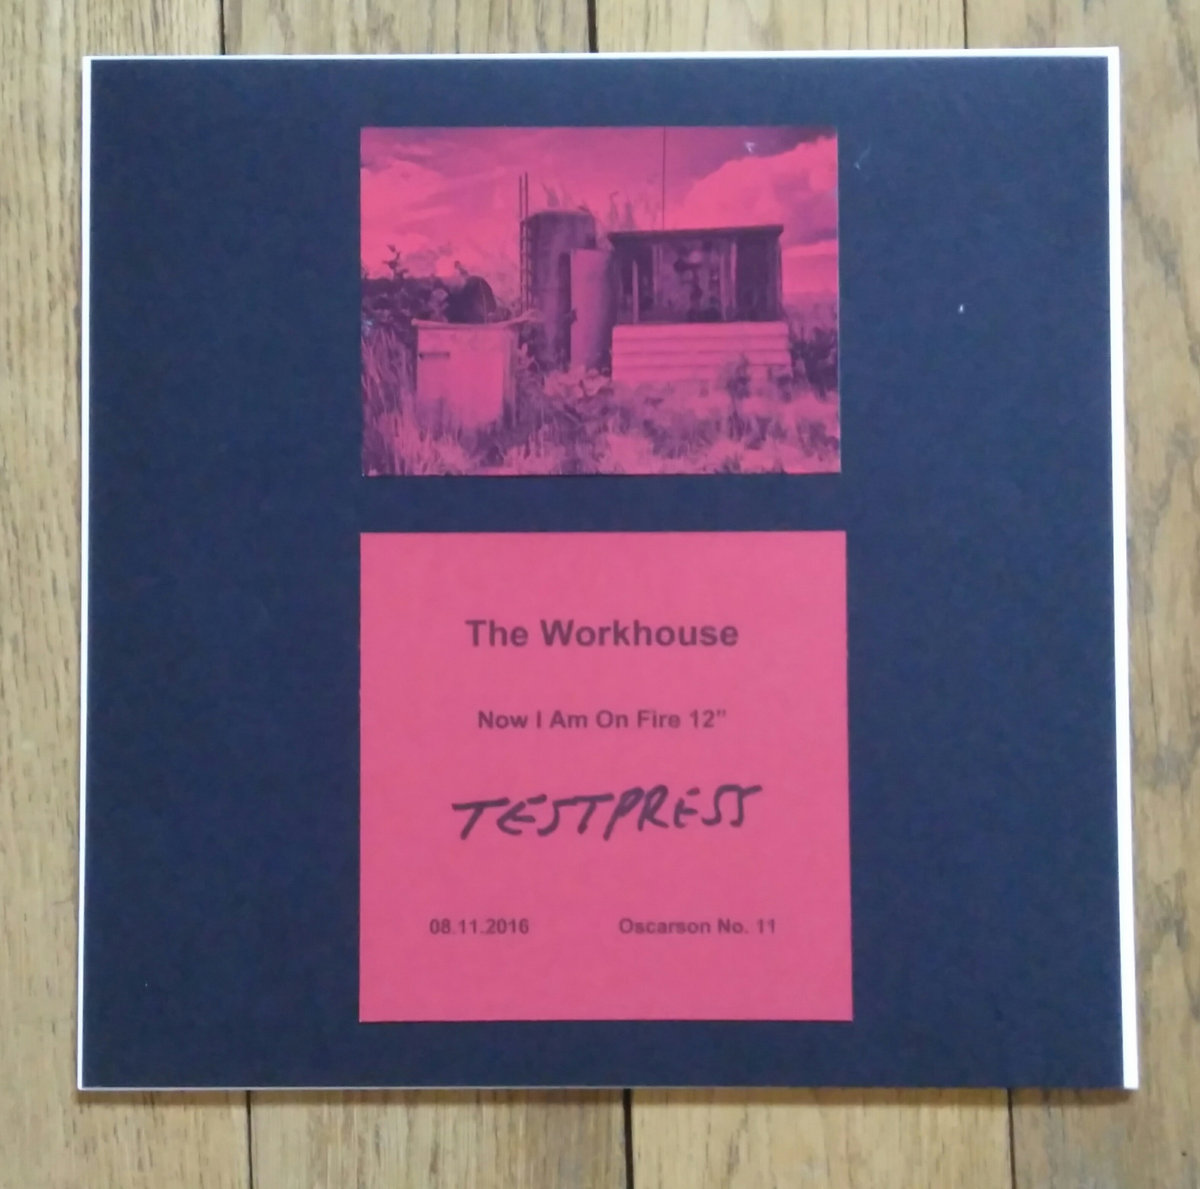 The Workhouse
Now I Am On Fire 12”
TESTPRESS
08.11.2016 Oscarson No. 11